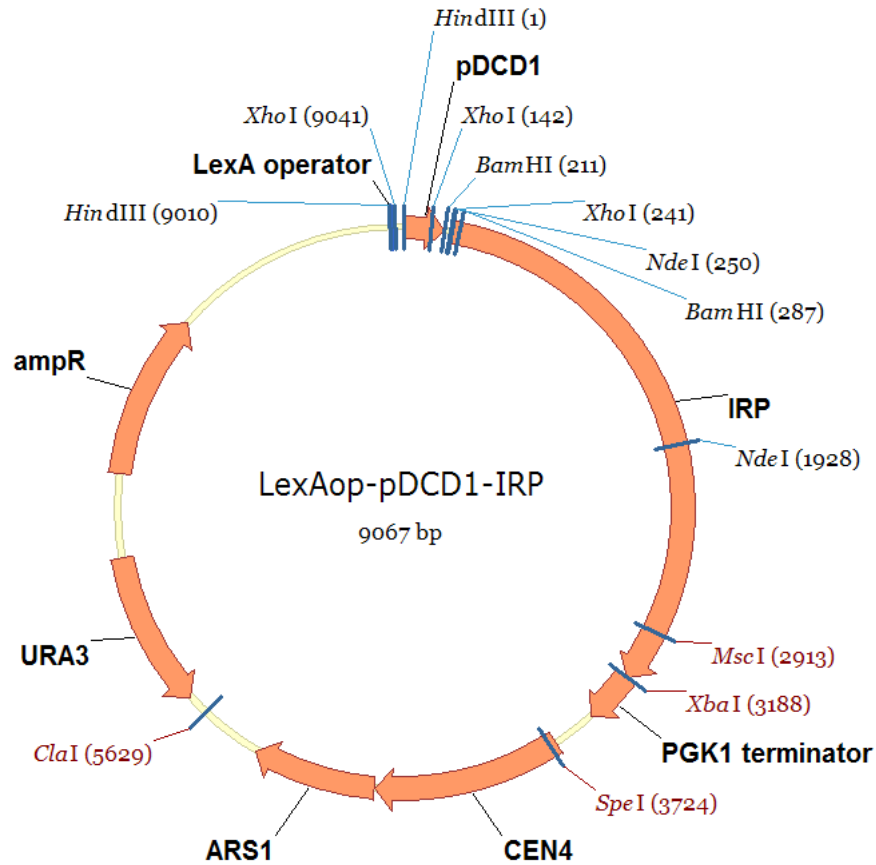 HindIII (1)
pDCD1
XhoI (9041)
XhoI (142)
LexA operator
BamHI (211)
HindIII (9010)
XhoI (241)
NdeI (250)
BamHI (287)
ampR
IRP
NdeI (1928)
LexAop-pDCD1-IRP
9067 bp
URA3
MscI (2913)
XbaI (3188)
ClaI (5629)
PGK1 terminator
SpeI (3724)
ARS1
CEN4